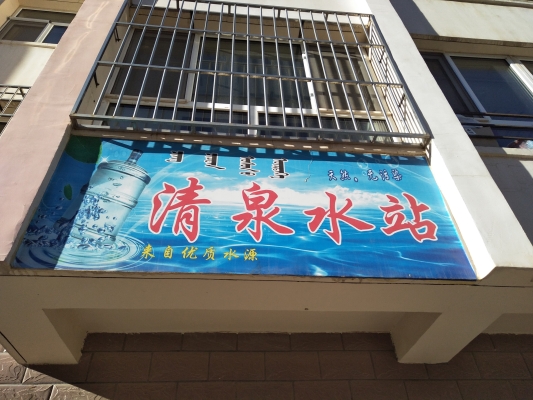 天然，无污染
清泉水站
来自优质水源